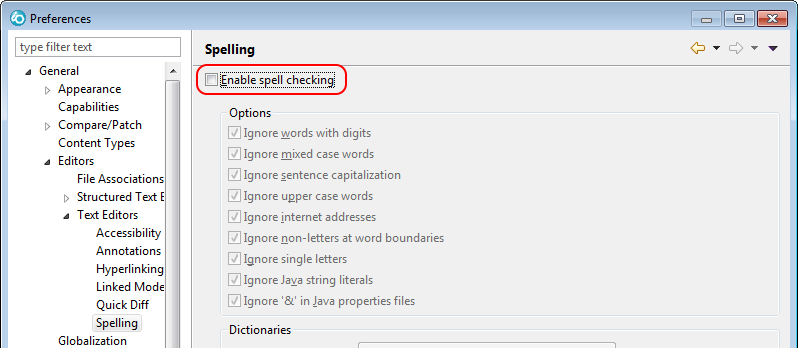 Preferences
type filter text
General
Appearance
Capabilities
Compare/Patch
Content Types
Editors
File Associations
Structured Text E
Text Editors
Accessibility
Annotations
Hyperlinking
Linked Mode
Quick Diff
Spelling
Globalization
Spelling
Enable spell checking
Options
Ignore words with digits
Ignore mixed case words
Ignore sentence capitalization
Ignore upper case words
Ignore internet addresses
Ignore non-letters at word boundaries
Ignore single letters
Ignore Java string literals
Ignore '&' in Java properties files
Dictionaries